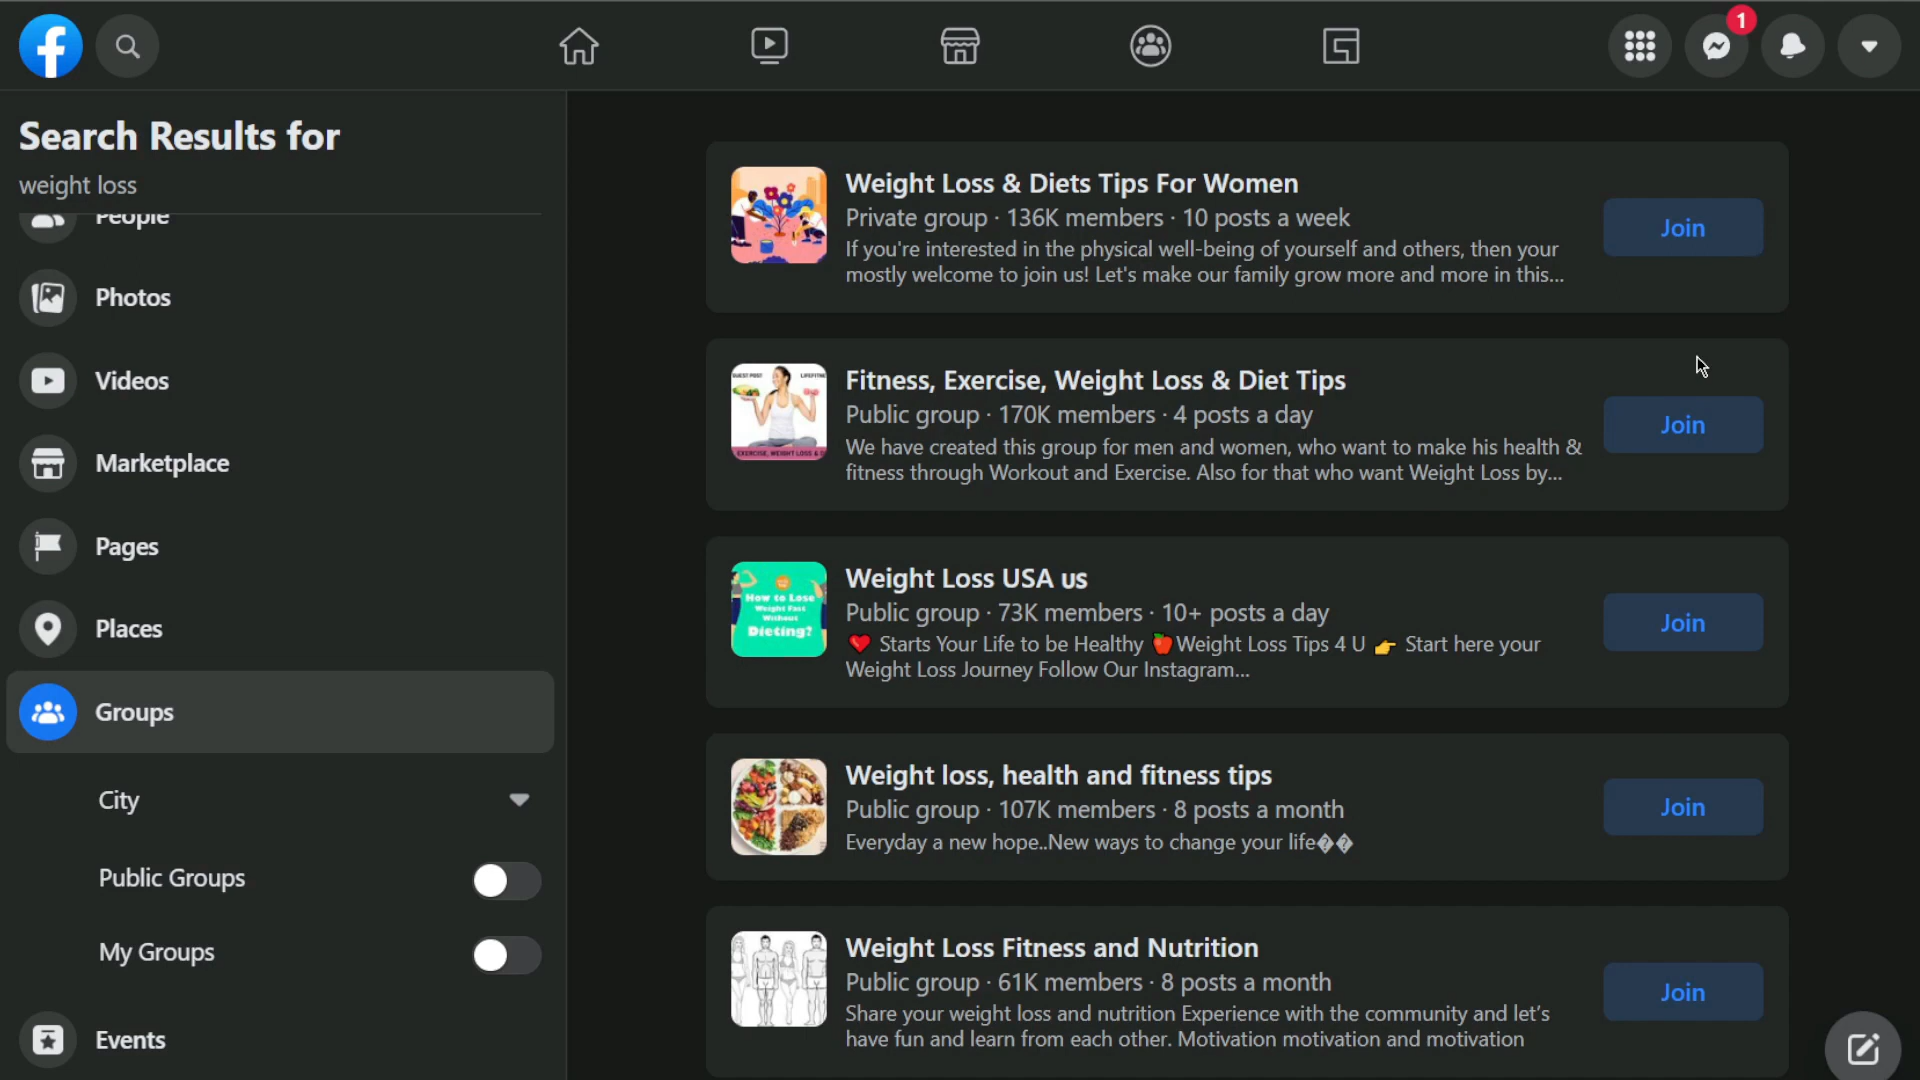 1
Search Results for
weight loss
People
Photos
Videos
Marketplace
Pages
Places
Groups
City
Public Groups
My Groups
Events
Weight Loss & Diets Tips For Women
Private group · 136K members · 10 posts a week
If you're interested in the physical well-being of yourself and others, then your
mostly welcome to join us! Let's make our family grow more and more in this...
Join
GUEST POST LIFEFITNE
EXERCISE, WEIGHT LOSS & D
Fitness, Exercise, Weight Loss & Diet Tips
Public group · 170K members · 4 posts a day
We have created this group for men and women, who want to make his health &
fitness through Workout and Exercise. Also for that who want Weight Loss by...
Join
How to Lose
Weight Fast
Without
Dieting?
Weight Loss USA us
Public group · 73K members · 10+ posts a day
❤️ Starts Your Life to be Healthy 🍎Weight Loss Tips 4 U 👉 Start here your
Weight Loss Journey Follow Our Instagram...
Join
Weight loss, health and fitness tips
Public group · 107K members · 8 posts a month
Everyday a new hope..New ways to change your life��
Join
Weight Loss Fitness and Nutrition
Public group · 61K members · 8 posts a month
Share your weight loss and nutrition Experience with the community and let's
have fun and learn from each other. Motivation motivation and motivation
Join